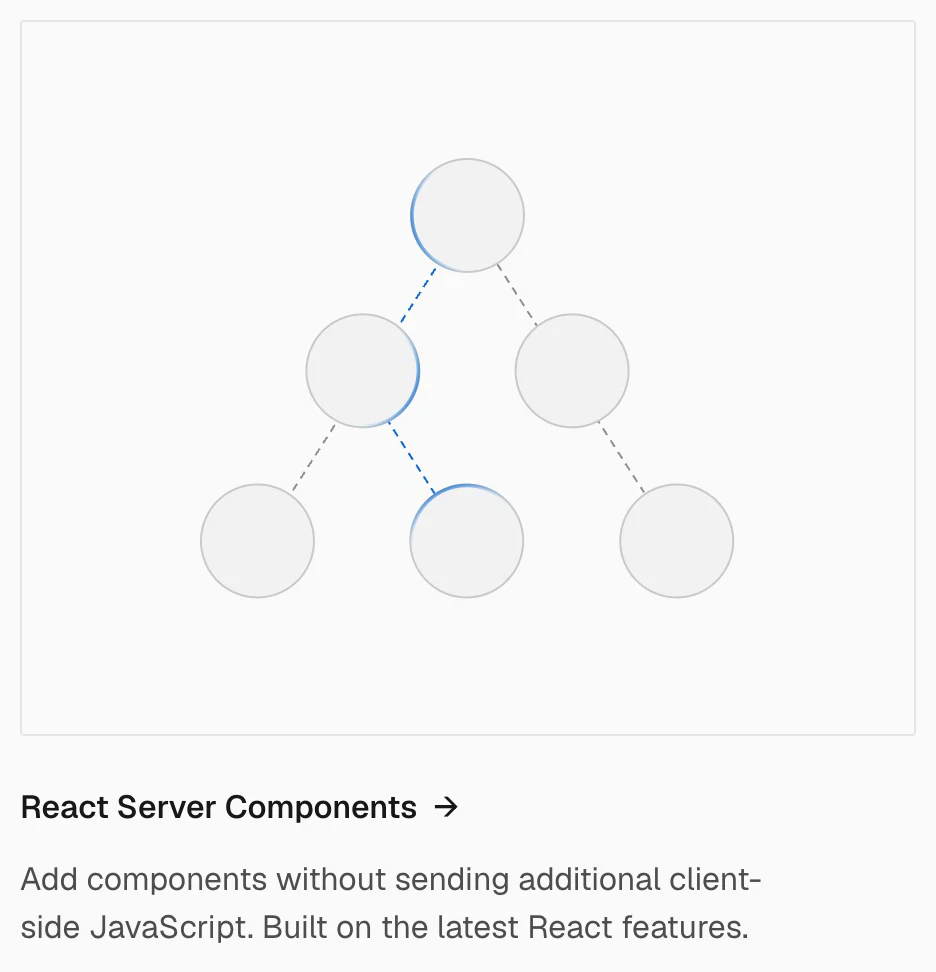 React Server Components →
Add components without sending additional client-
side JavaScript. Built on the latest React features.